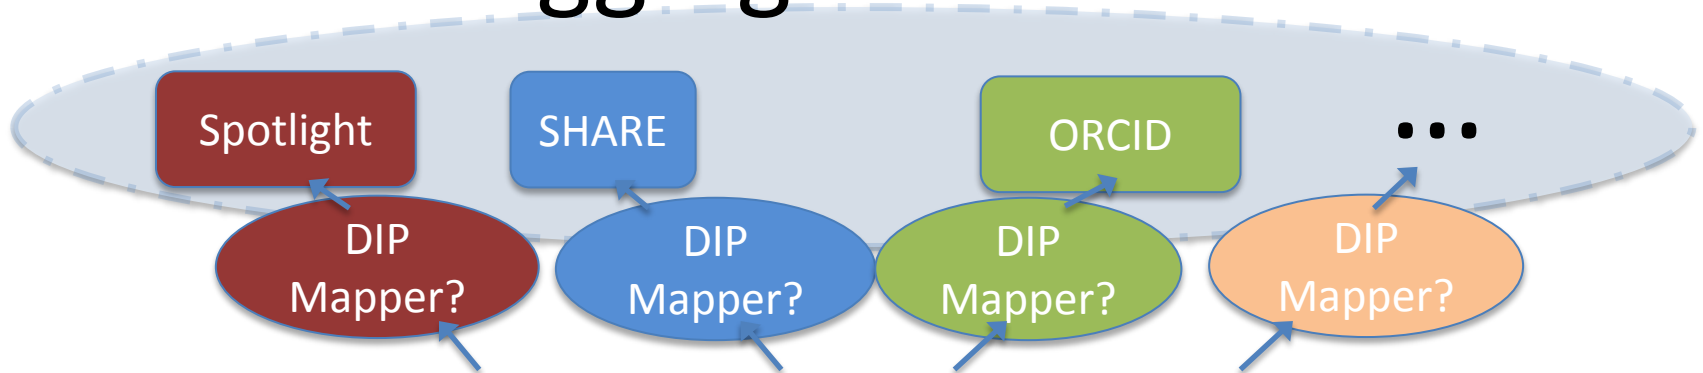 Spotlight
SHARE
ORCID
...
DIP
Mapper?
DIP
Mapper?
DIP
Mapper?
DIP
Mapper?